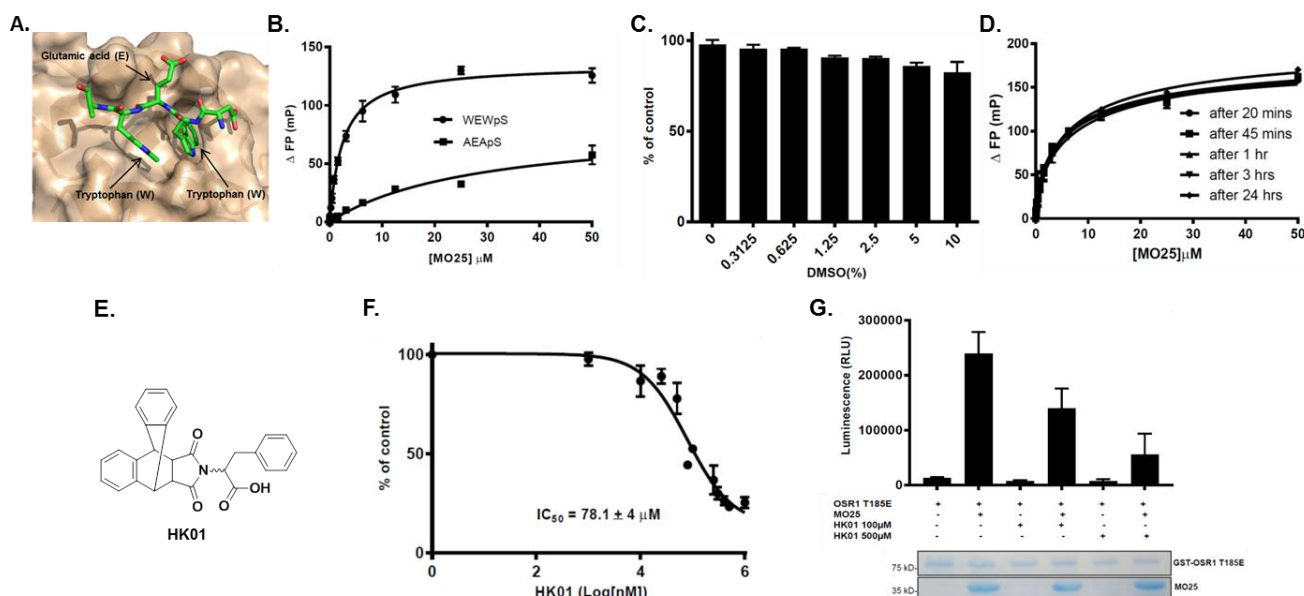 A.
Glutamic acid (E)
Tryptophan (W)
Tryptophan (W)
B.
Δ FP (mP)
150
100
50
0
WEWpS
AEApS
0 10 20 30 40 50
[MO25] μM
C.
% of control
100
50
0
0 0.3125 0.625 1.25 2.5 5 10
DMSO(%)
D.
Δ FP (mP)
200
150
100
50
0
after 20 mins
after 45 mins
after 1 hr
after 3 hrs
after 24 hrs
0 10 20 30 40 50
[MO25]μM
E.
O
N
O
OH
HK01
F.
% of control
100
50
0
IC50 = 78.1 ± 4 μM
0 2 4 6
HK01 (Log[nM])
G.
Luminescence (RLU)
300000
200000
100000
0
OSR1 T185E + + + + + +
MO25 - + - + - +
HK01 100μM - - + + - -
HK01 500μM - - - - + +
75 kD- GST-OSR1 T185E
35 kD- MO25